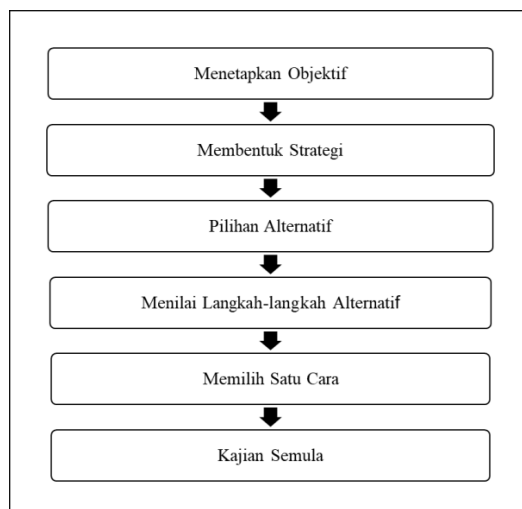 Menetapkan Objektif
Membentuk Strategi
Pilihan Alternatif
Menilai Langkah-langkah Alternatif
Memilih Satu Cara
Kajian Semula